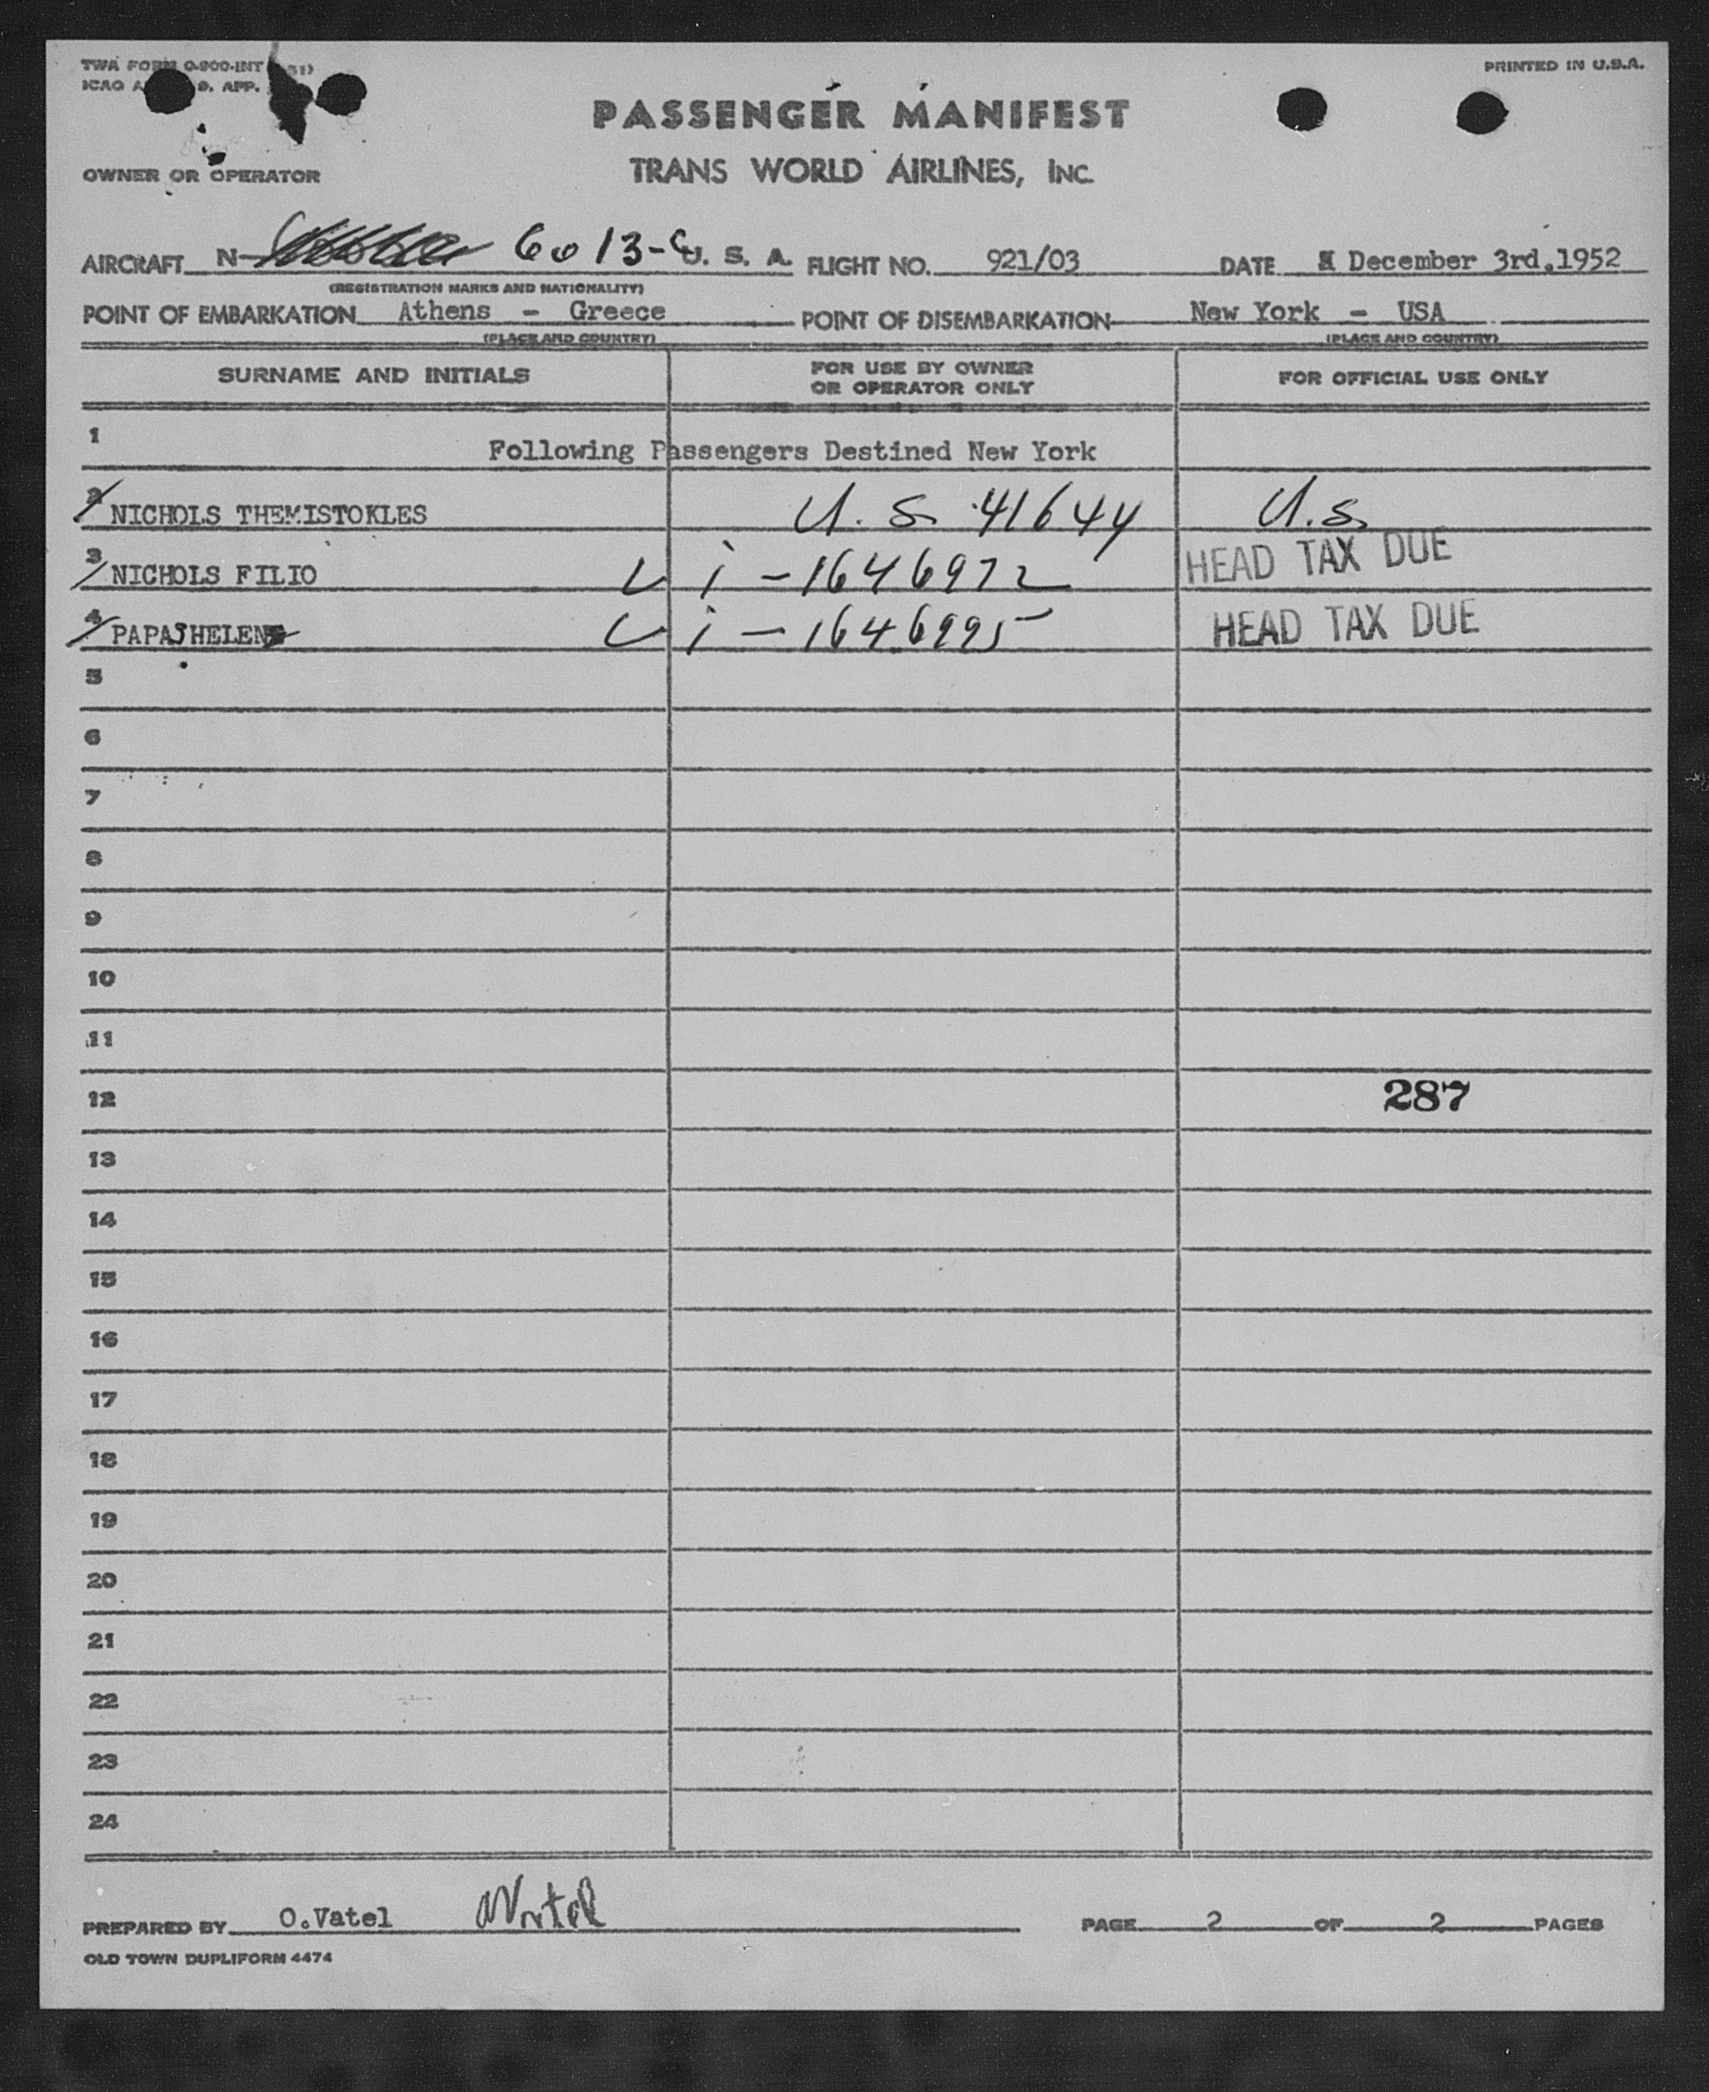 TWA FORM 0-900-INT
PRINTED IN U.S.A.
ICAO 9. APP.
PASSENGER MANIFEST
TRANS WORLD AIRLINES, INC.
OWNER OR OPERATOR
AIRCRAFT N- 6013-C U. S. A. FLIGHT NO. 921/03 DATE December 3rd.1952
(REGISTRATION MARKS AND NATIONALITY)
POINT OF EMBARKATION Athens - Greece POINT OF DISEMBARKATION New York - USA
(PLACE AND COUNTRY) (PLACE AND COUNTRY)
SURNAME AND INITIALS FOR USE BY OWNER OR OPERATOR ONLY FOR OFFICIAL USE ONLY
1 Following Passengers Destined New York
2 NICHOLS THEMISTOKLES U. S. 41644 U.S.
3 NICHOLS FILIO i - 1646972 HEAD TAX DUE
4 HELEN i - 1646995 HEAD TAX DUE
5
6
7
8
9
10
11
12 287
13
14
15
16
17
18
19
20
21
22
23
24
PREPARED BY O.Vatel OVatel PAGE 2 OF 2 PAGES
OLD TOWN DUPLIFORM 4474